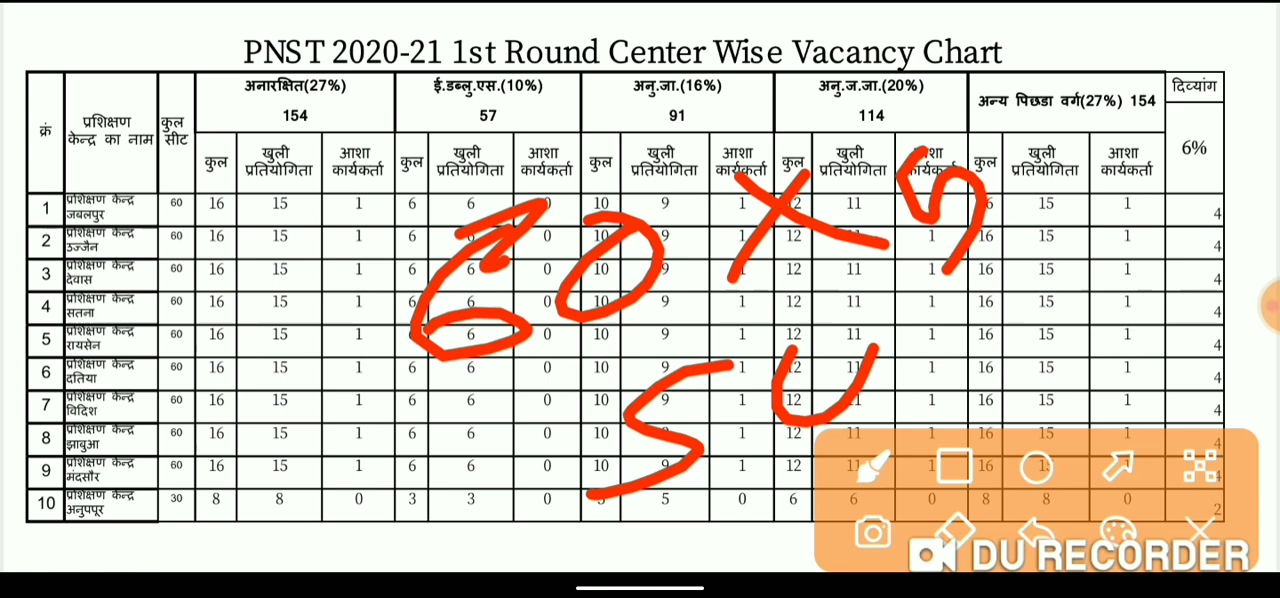 PNST 2020-21 1st Round Center Wise Vacancy Chart
क्रं प्रशिक्षण केन्द्र का नाम कुल सीट अनारक्षित(27%) 154 ई.डब्लु.एस.(10%) 57 अनु.जा.(16%) 91 अनु.ज.जा.(20%) 114 अन्य पिछडा वर्ग(27%) 154 दिव्यांग 6%
कुल खुली प्रतियोगिता आशा कार्यकर्ता कुल खुली प्रतियोगिता आशा कार्यकर्ता कुल खुली प्रतियोगिता आशा कार्यकर्ता कुल खुली प्रतियोगिता कुल खुली प्रतियोगिता आशा कार्यकर्ता
1 प्रशिक्षण केन्द्र जबलपुर 60 16 15 1 6 6 0 10 9 1 12 11 15 1 4
2 प्रशिक्षण केन्द्र उज्जैन 60 16 15 1 6 6 0 10 9 1 12 1 16 15 1 4
3 प्रशिक्षण केन्द्र देवास 60 16 15 1 6 6 0 10 9 1 12 11 1 16 15 1 4
4 प्रशिक्षण केन्द्र सतना 60 16 15 1 6 6 0 10 9 1 12 11 1 16 15 1 4
5 प्रशिक्षण केन्द्र रायसेन 60 16 15 1 6 0 10 9 1 12 11 1 16 15 1 4
6 प्रशिक्षण केन्द्र दतिया 60 16 15 1 6 6 0 10 9 1 12 11 1 16 15 1 4
7 प्रशिक्षण केन्द्र विदिश 60 16 15 1 6 6 0 10 9 1 12 11 1 16 15 1 4
8 प्रशिक्षण केन्द्र झाबुआ 60 16 15 1 6 6 0 10 1 12 11 1 16 15 1 4
9 प्रशिक्षण केन्द्र मंदसौर 60 16 15 1 6 6 0 10 9 1 12 11 1 16 4
10 प्रशिक्षण केन्द्र अनुपपूर 30 8 8 0 3 3 0 5 5 0 6 6 0 8 8 0 2
60
50
DU RECORDER